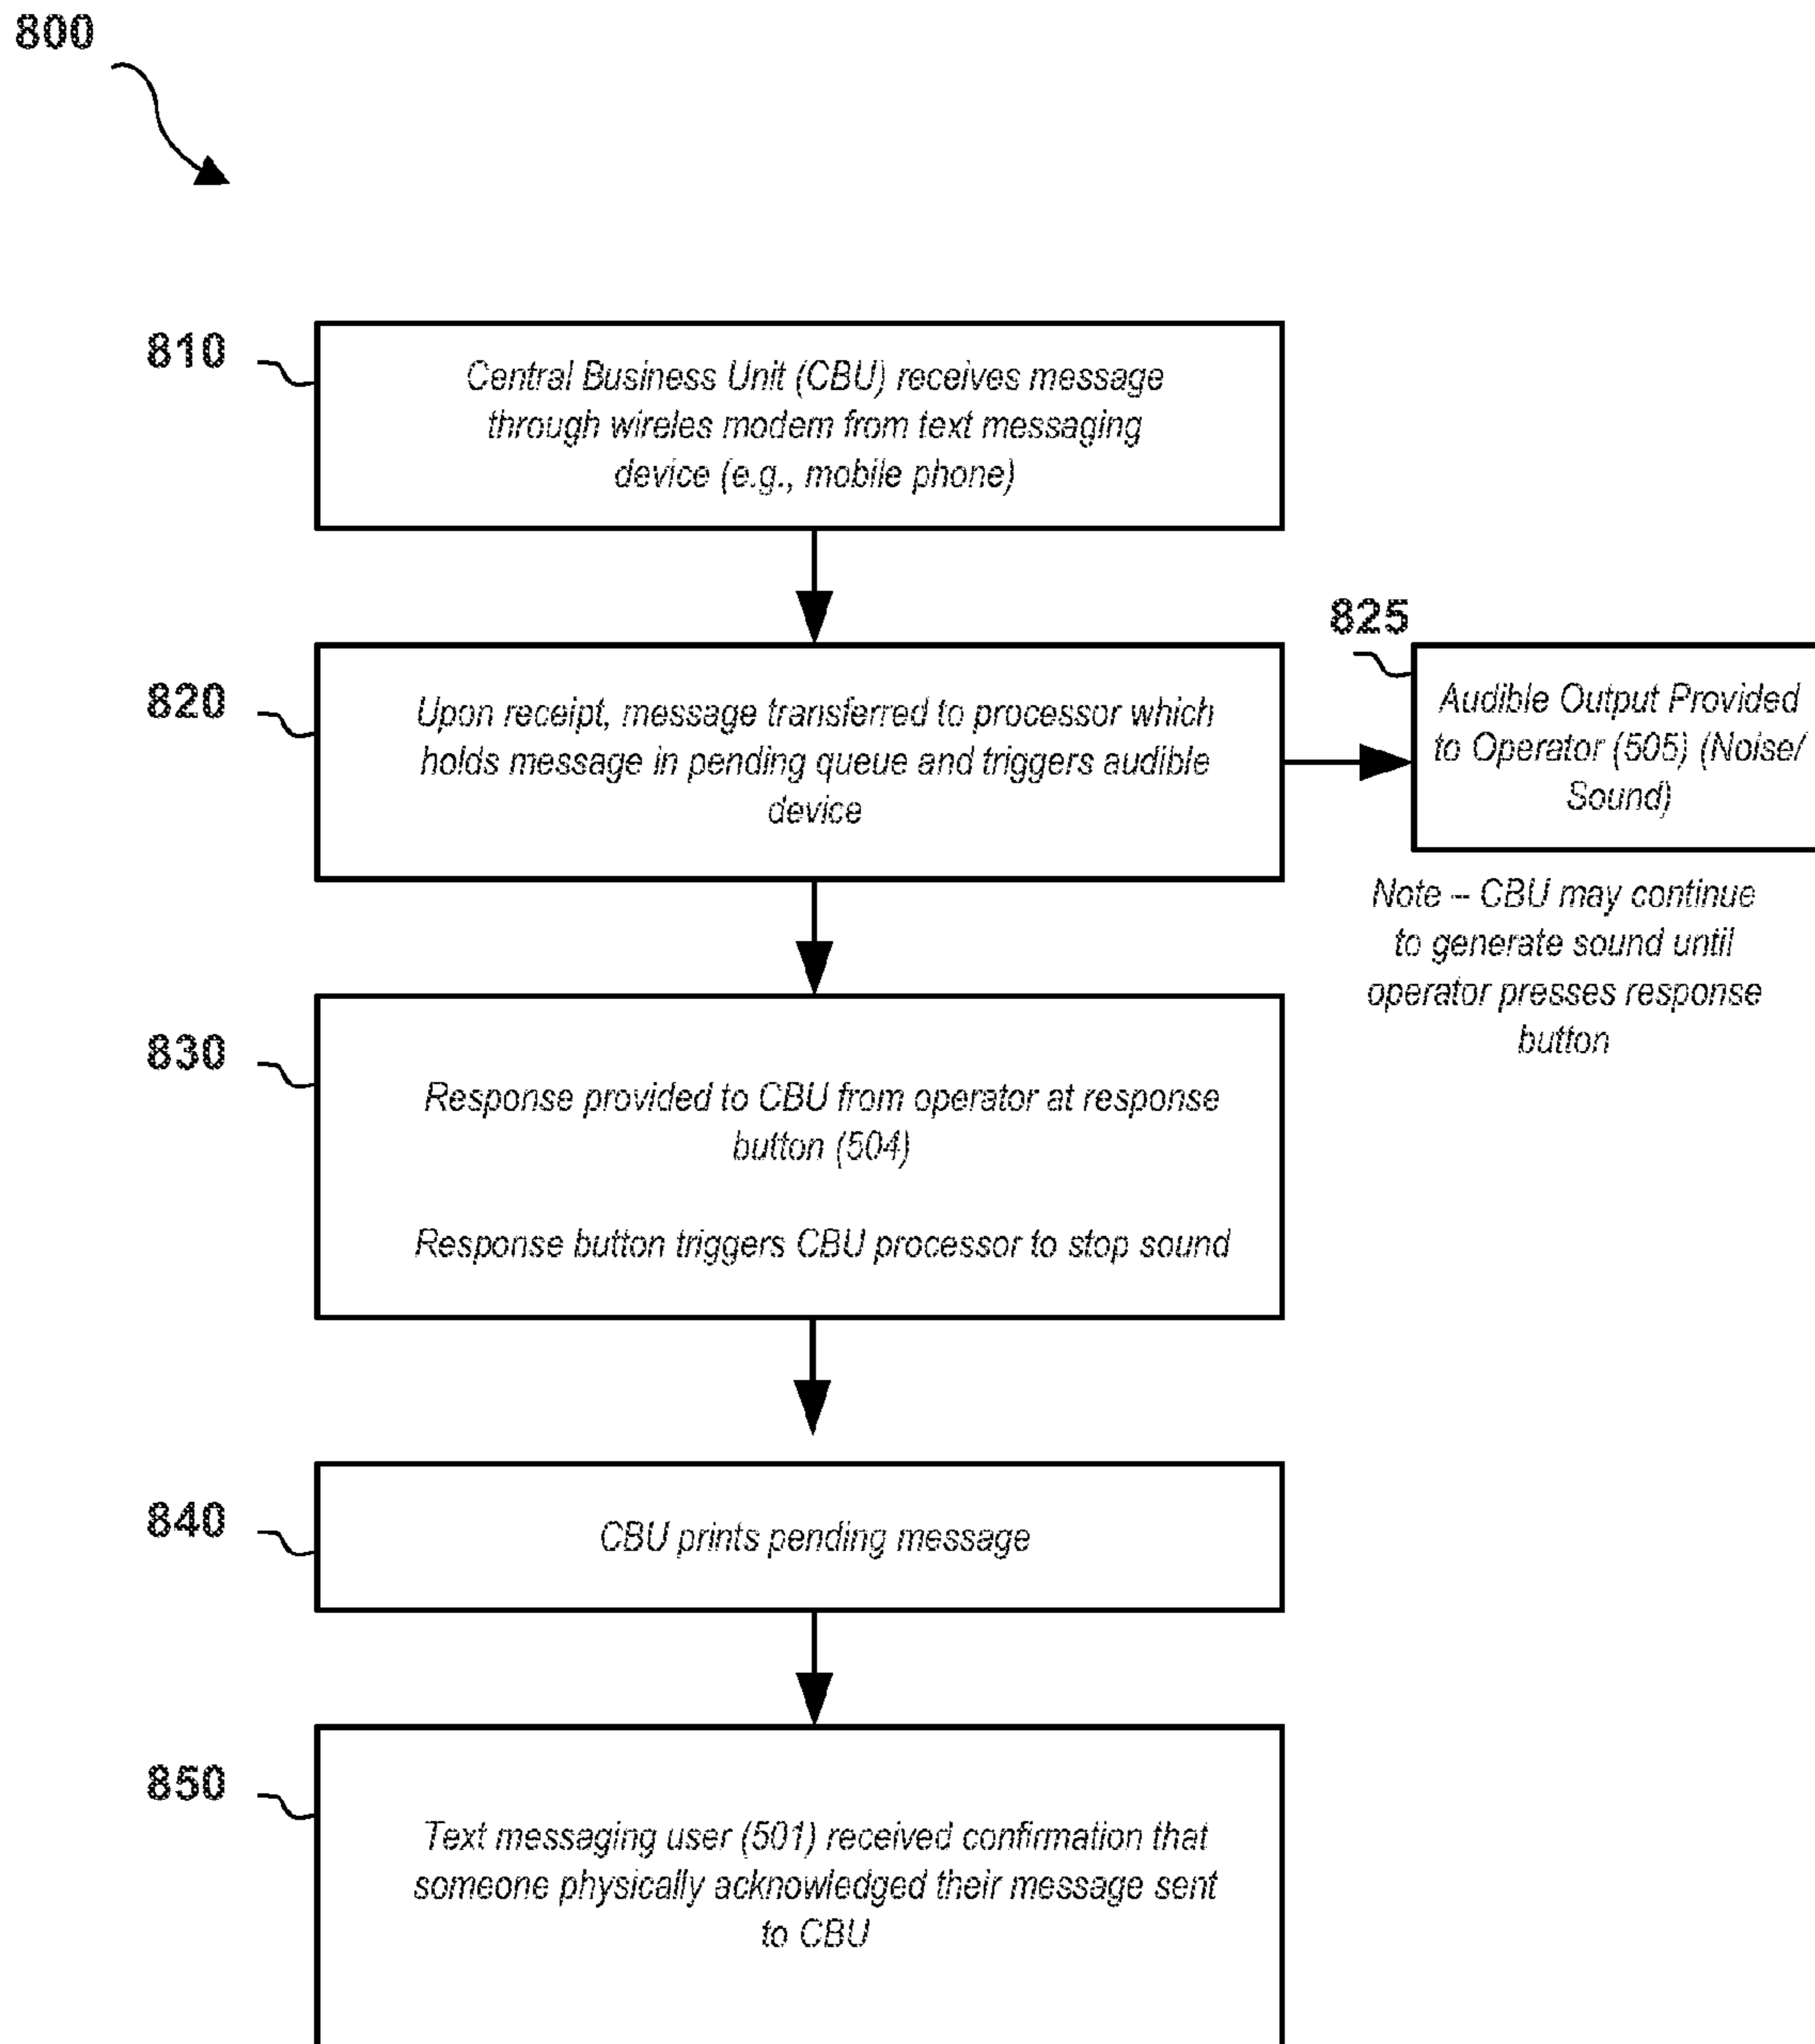 800
810
Central Business Unit (CBU) receives message
through wireles modem from text messaging
device (e.g., mobile phone)
820
Upon receipt, message transferred to processor which
holds message in pending queue and triggers audible
device
825
Audible Output Provided
to Operator (505) (Noise/
Sound)
Note -- CBU may continue
to generate sound until
operator presses response
button
830
Response provided to CBU from operator at response
button (504)
Response button triggers CBU processor to stop sound
840
CBU prints pending message
850
Text messaging user (501) received confirmation that
someone physically acknowledged their message sent
to CBU